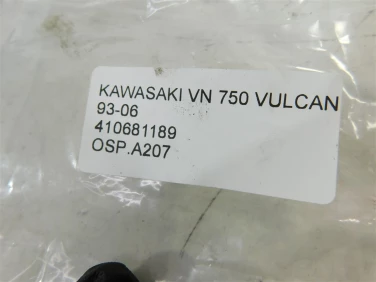 KAWASAKI VN 750 VULCAN
93-06
410681189
OSP.A207